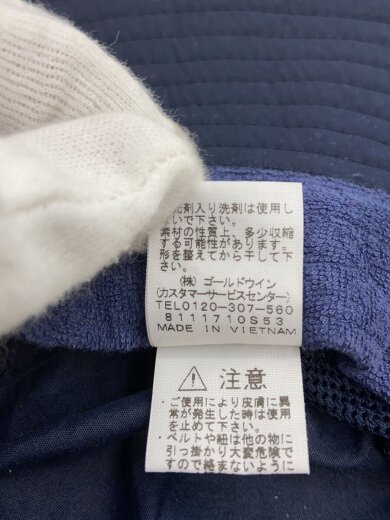 洗剤入り洗剤は使用し
いで下さい。
素材の性質上、多少収縮
する可能性があります。
形を整えてから干して下
さい。
(株) ゴールドウイン
(カスタマーサービスセンター)
TEL0120-307-560
8111710S53
MADE IN VIETNAM
注意
・ご使用により皮膚に異
常が発生した時は使用
を止めて下さい。
・ベルトや紐は他の物に
引っ掛かり大変危険で
すので絡まないように